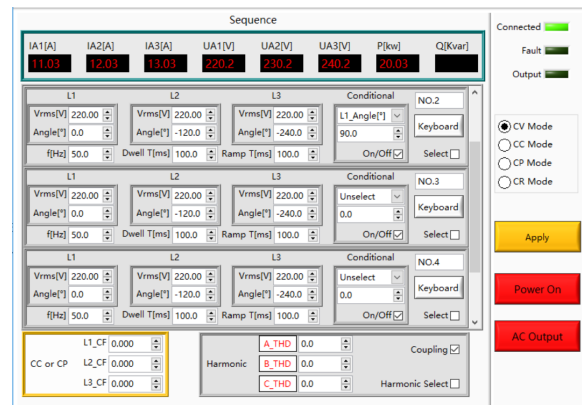 Sequence
IA1[A] IA2[A] IA3[A] UA1[V] UA2[V] UA3[V] P[kw] Q[Kvar]
11.03 12.03 13.03 220.2 230.2 240.2 20.03
Connected
Fault
Output
L1 L2 L3 Conditional NO.2
Vrms[V] 220.00 Vrms[V] 220.00 Vrms[V] 220.00 L1_Angle[°] Keyboard
Angle[°] 0.0 Angle[°] -120.0 Angle[°] -240.0 90.0
f[Hz] 50.0 Dwell T[ms] 100.0 Ramp T[ms] 100.0 On/Off Select
L1 L2 L3 Conditional NO.3
Vrms[V] 220.00 Vrms[V] 220.00 Vrms[V] 220.00 Unselect Keyboard
Angle[°] 0.0 Angle[°] -120.0 Angle[°] -240.0 0.0
f[Hz] 50.0 Dwell T[ms] 100.0 Ramp T[ms] 100.0 On/Off Select
L1 L2 L3 Conditional NO.4
Vrms[V] 220.00 Vrms[V] 220.00 Vrms[V] 220.00 Unselect Keyboard
Angle[°] 0.0 Angle[°] -120.0 Angle[°] -240.0 0.0
f[Hz] 50.0 Dwell T[ms] 100.0 Ramp T[ms] 100.0 On/Off Select
CV Mode
CC Mode
CP Mode
CR Mode
Apply
Power On
AC Output
L1_CF 0.000
CC or CP L2_CF 0.000
L3_CF 0.000
A_THD 0.0 Coupling
Harmonic B_THD 0.0
C_THD 0.0 Harmonic Select